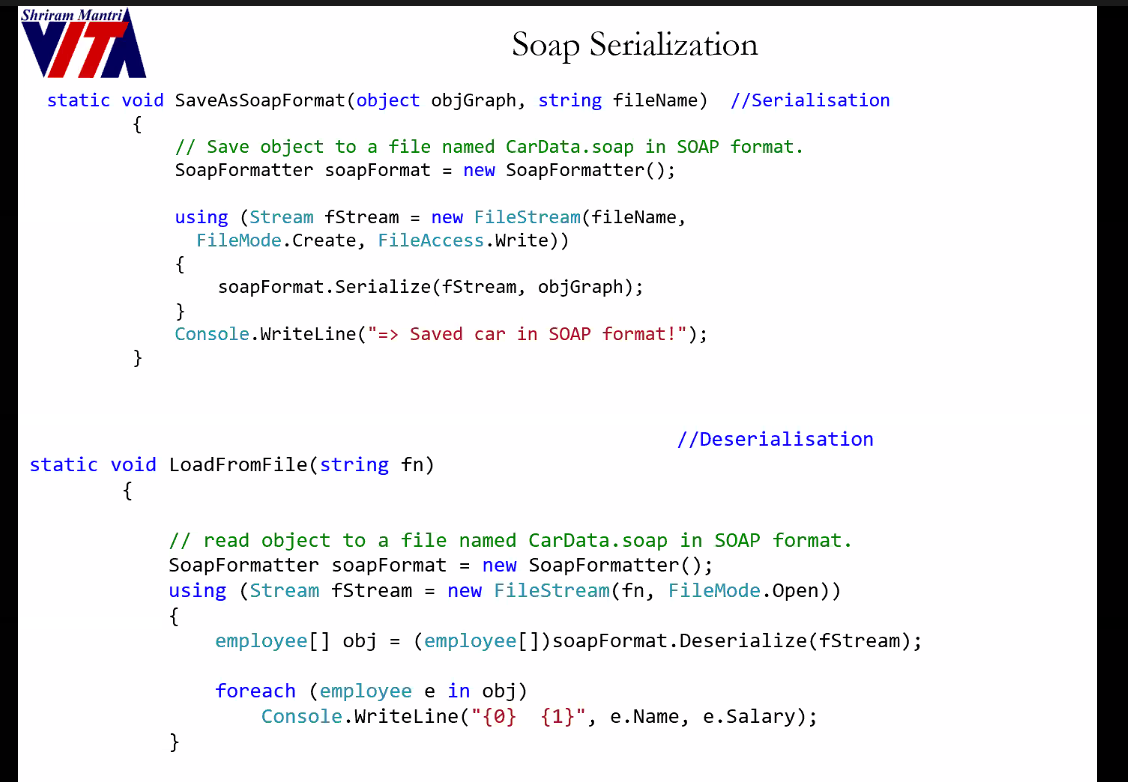 Shriram Mantri
VITA
Soap Serialization
static void SaveAsSoapFormat(object objGraph, string fileName)  //Serialisation
{
// Save object to a file named CarData.soap in SOAP format.
SoapFormatter soapFormat = new SoapFormatter();
using (Stream fStream = new FileStream(fileName,
FileMode.Create, FileAccess.Write))
{
soapFormat.Serialize(fStream, objGraph);
}
Console.WriteLine("=> Saved car in SOAP format!");
}
//Deserialisation
static void LoadFromFile(string fn)
{
// read object to a file named CarData.soap in SOAP format.
SoapFormatter soapFormat = new SoapFormatter();
using (Stream fStream = new FileStream(fn, FileMode.Open))
{
employee[] obj = (employee[])soapFormat.Deserialize(fStream);
foreach (employee e in obj)
Console.WriteLine("{0}  {1}", e.Name, e.Salary);
}